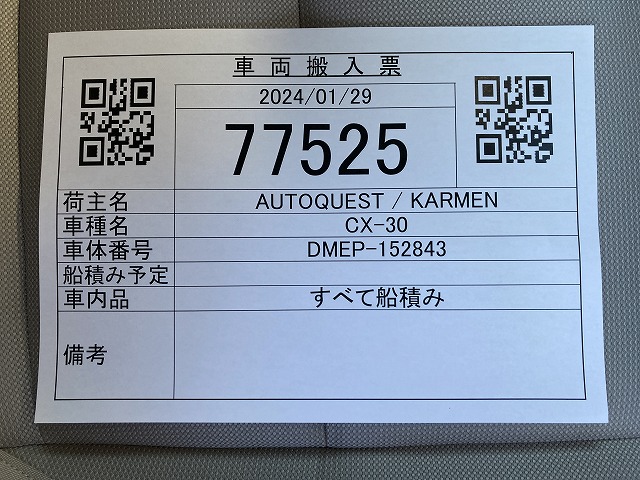 車両搬入票
2024/01/29
77525
荷主名 AUTOQUEST / KARMEN
車種名 CX-30
車体番号 DMEP-152843
船積み予定
車内品 すべて船積み
備考